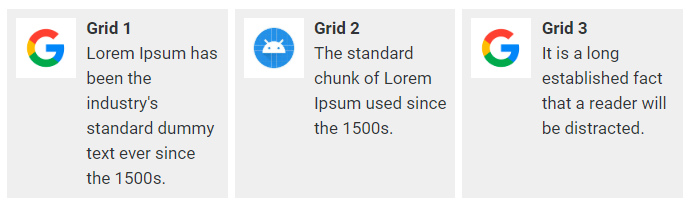 Grid 1
Lorem Ipsum has
been the
industry's
standard dummy
text ever since
the 1500s.
Grid 2
The standard
chunk of Lorem
Ipsum used since
the 1500s.
Grid 3
It is a long
established fact
that a reader will
be distracted.